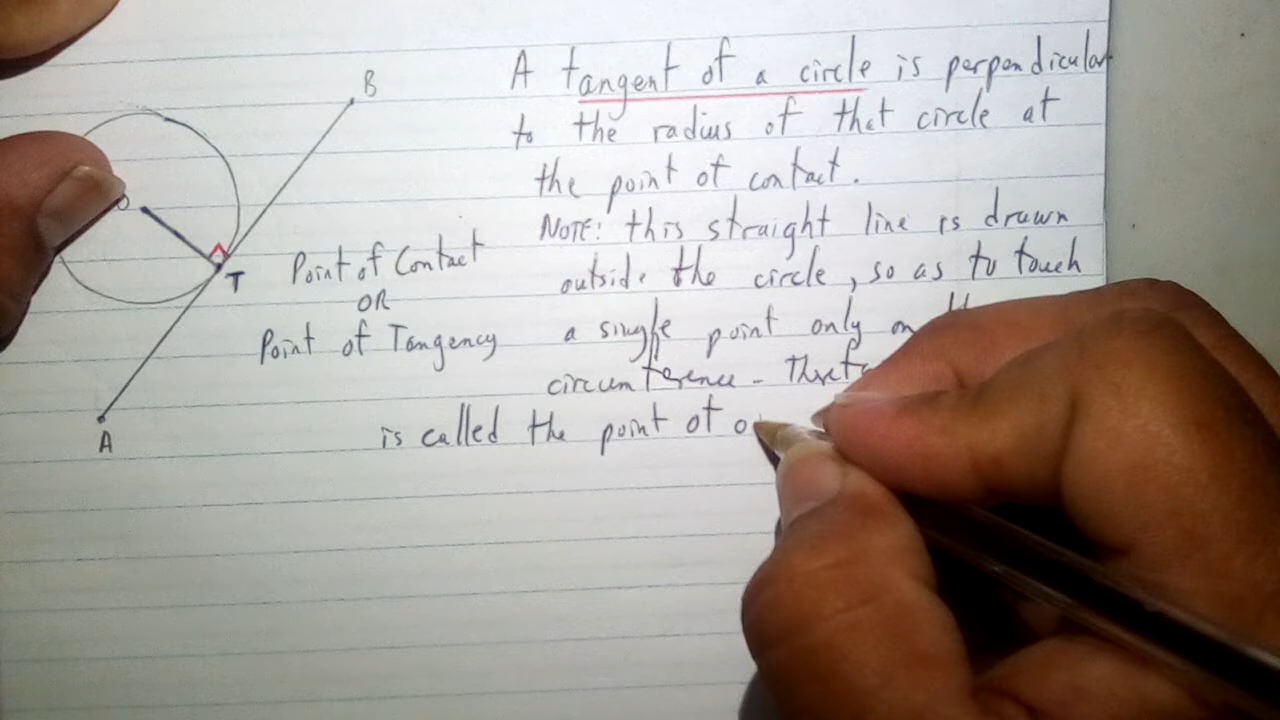 B
A tangent of a circle is perpendicular
to the radius of that circle at
the point of contact.
NOTE: this straight line is drawn
outside the circle, so as to touch
a single point only on
circumference -
is called the point of
T
Point of Contact
OR
Point of Tangency
A